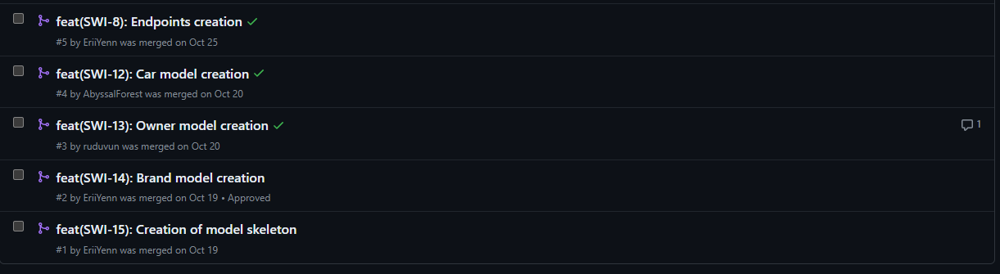 feat(SWI-8): Endpoints creation
#5 by EriiYenn was merged on Oct 25
feat(SWI-12): Car model creation
#4 by AbyssalForest was merged on Oct 20
feat(SWI-13): Owner model creation
1
#3 by ruduvun was merged on Oct 20
feat(SWI-14): Brand model creation
#2 by EriiYenn was merged on Oct 19 • Approved
feat(SWI-15): Creation of model skeleton
#1 by EriiYenn was merged on Oct 19